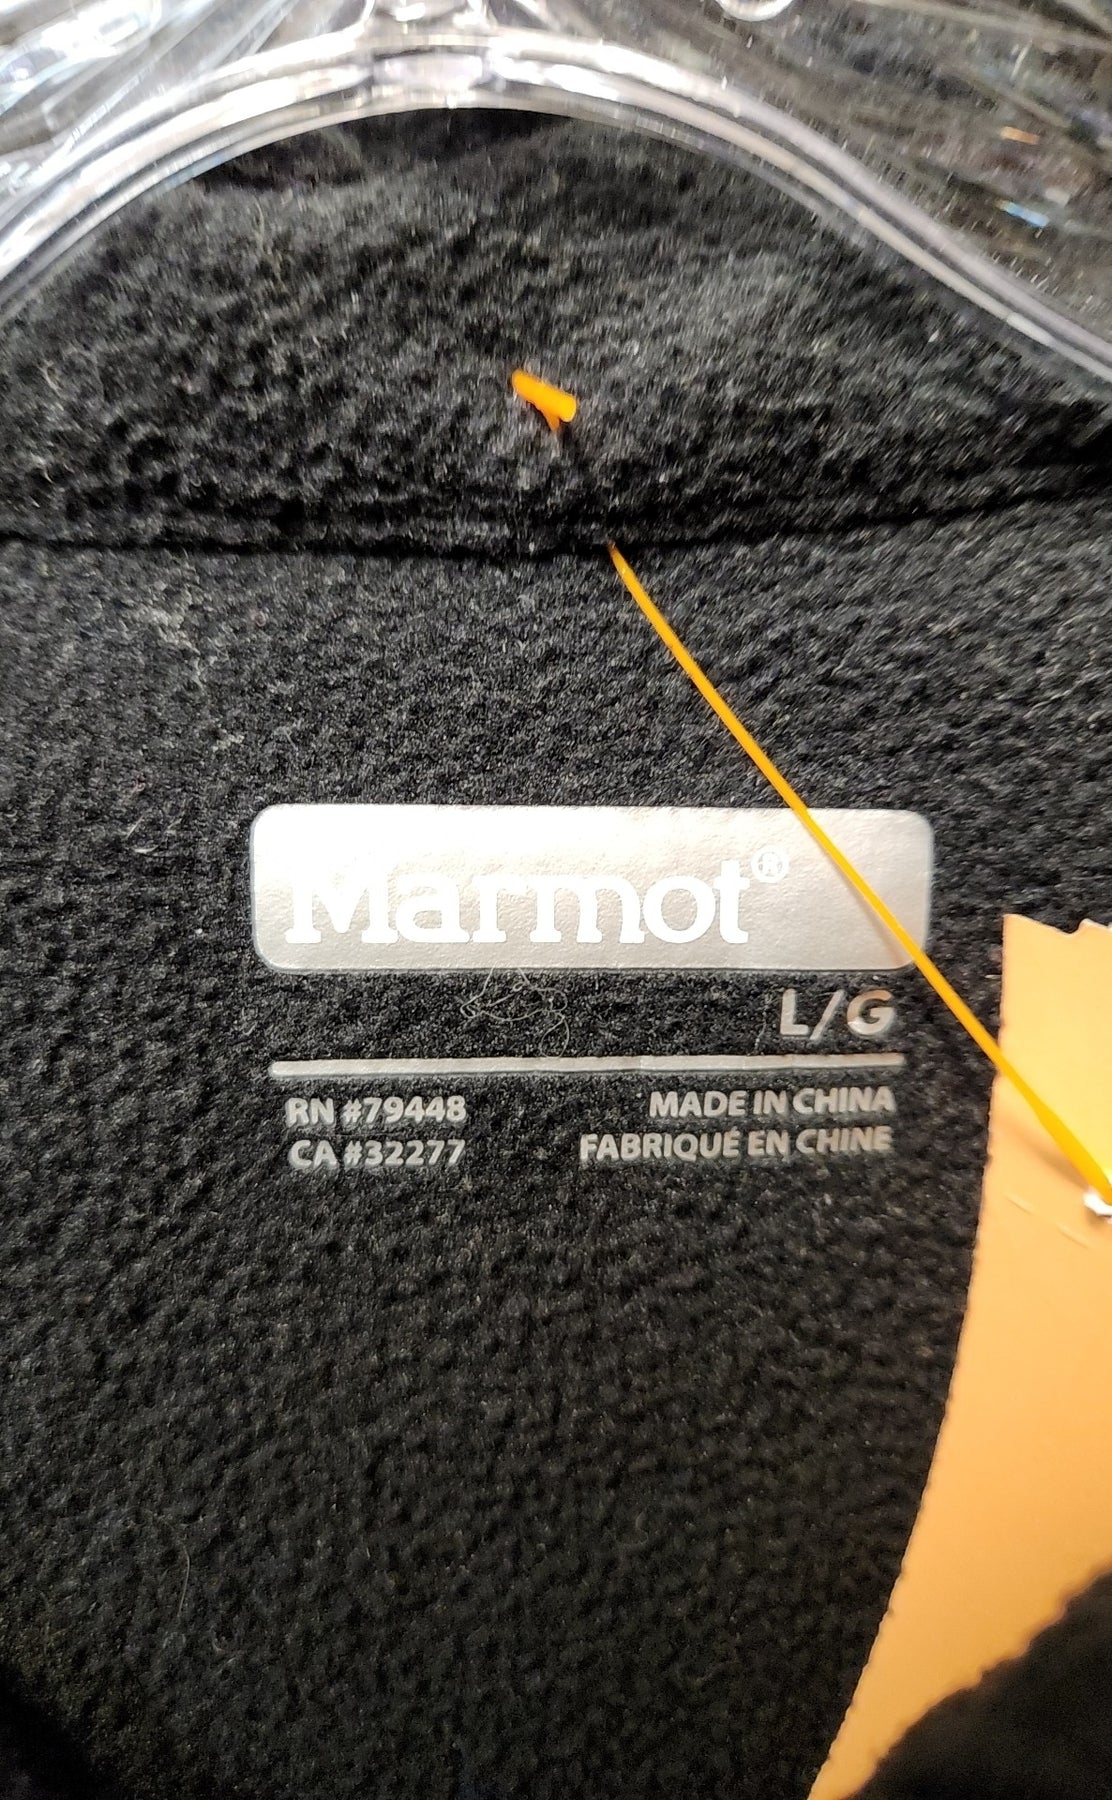 Marmot®
L/G
RN #79448
CA #32277
MADE IN CHINA
FABRIQUÉ EN CHINE